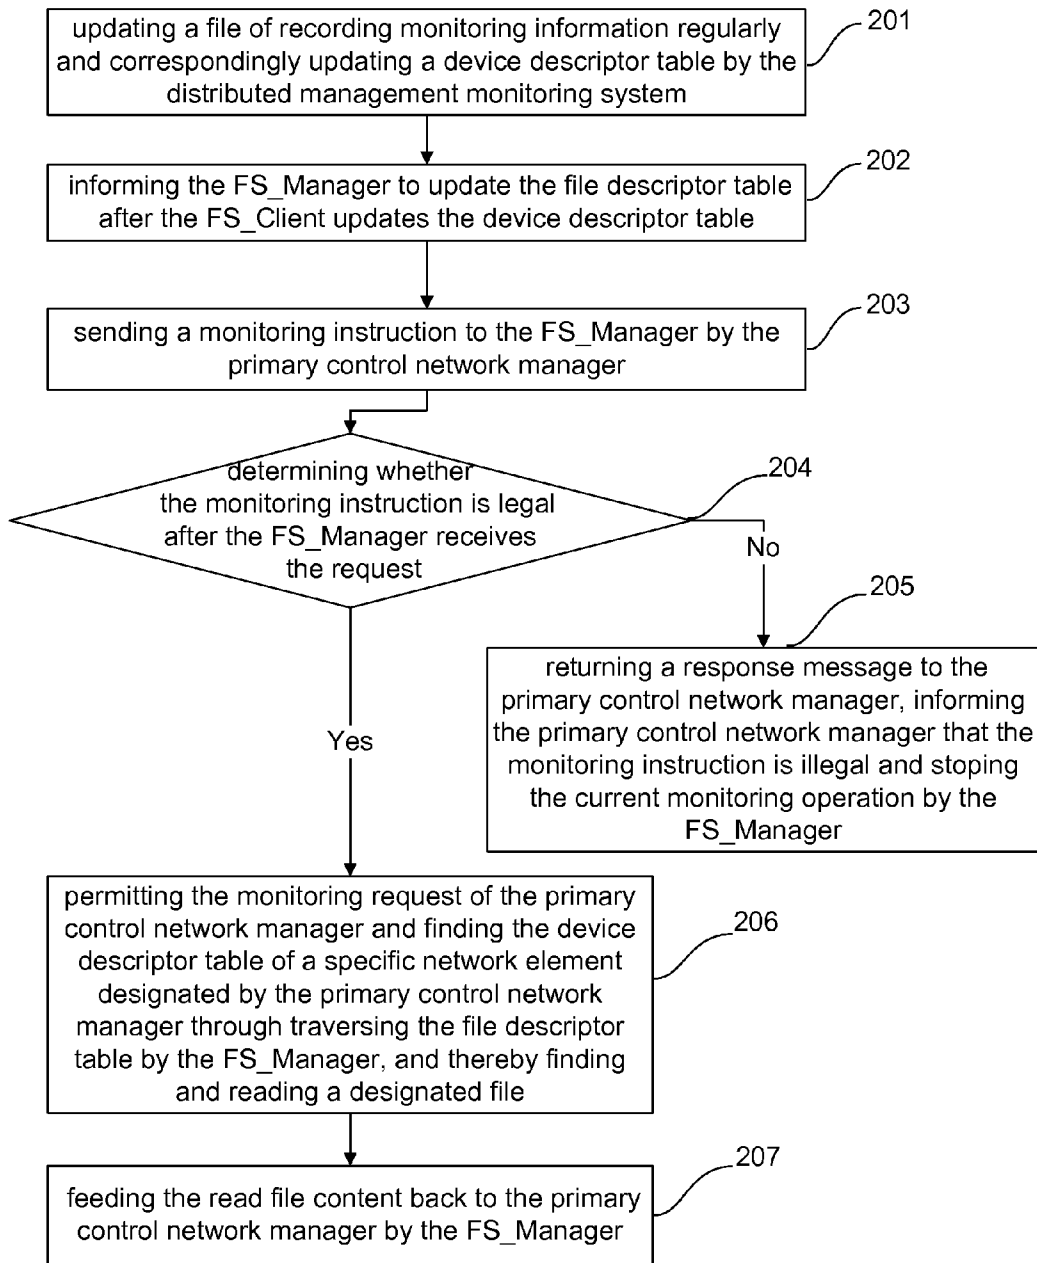 updating a file of recording monitoring information regularly
and correspondingly updating a device descriptor table by the
distributed management monitoring system
201
informing the FS_Manager to update the file descriptor table
after the FS_Client updates the device descriptor table
202
sending a monitoring instruction to the FS_Manager by the
primary control network manager
203
determining whether
the monitoring instruction is legal
after the FS_Manager receives
the request
204
No
205
returning a response message to the
primary control network manager, informing
the primary control network manager that the
monitoring instruction is illegal and stoping
the current monitoring operation by the
FS_Manager
Yes
permitting the monitoring request of the primary
control network manager and finding the device
descriptor table of a specific network element
designated by the primary control network
manager through traversing the file descriptor
table by the FS_Manager, and thereby finding
and reading a designated file
206
feeding the read file content back to the primary
control network manager by the FS_Manager
207